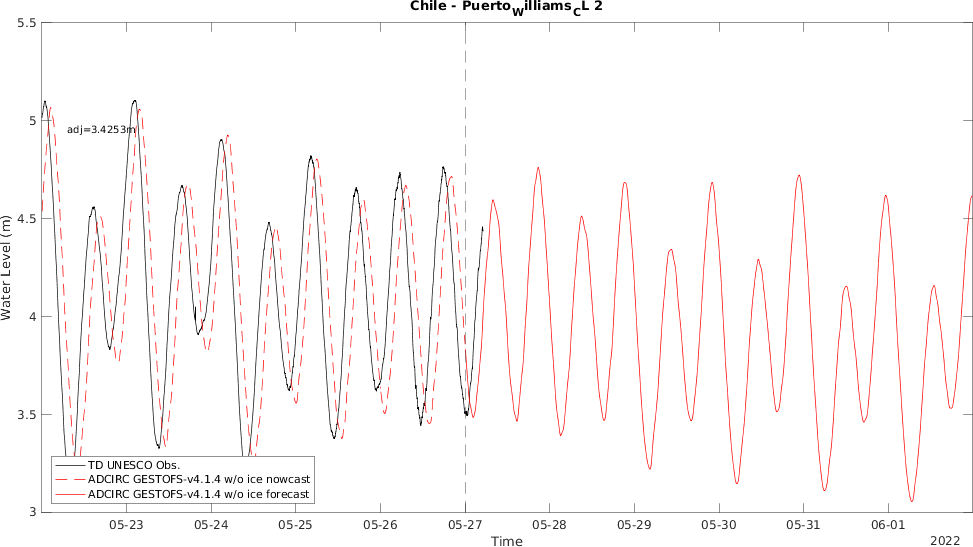 Chile - Puerto_Williams_CL 2
5.5
5
4.5
4
3.5
3
Water Level (m)
adj=3.4253m
TD UNESCO Obs.
ADCIRC GESTOFS-v4.1.4 w/o ice nowcast
ADCIRC GESTOFS-v4.1.4 w/o ice forecast
05-23
05-24
05-25
05-26
05-27
05-28
05-29
05-30
05-31
06-01
Time
2022